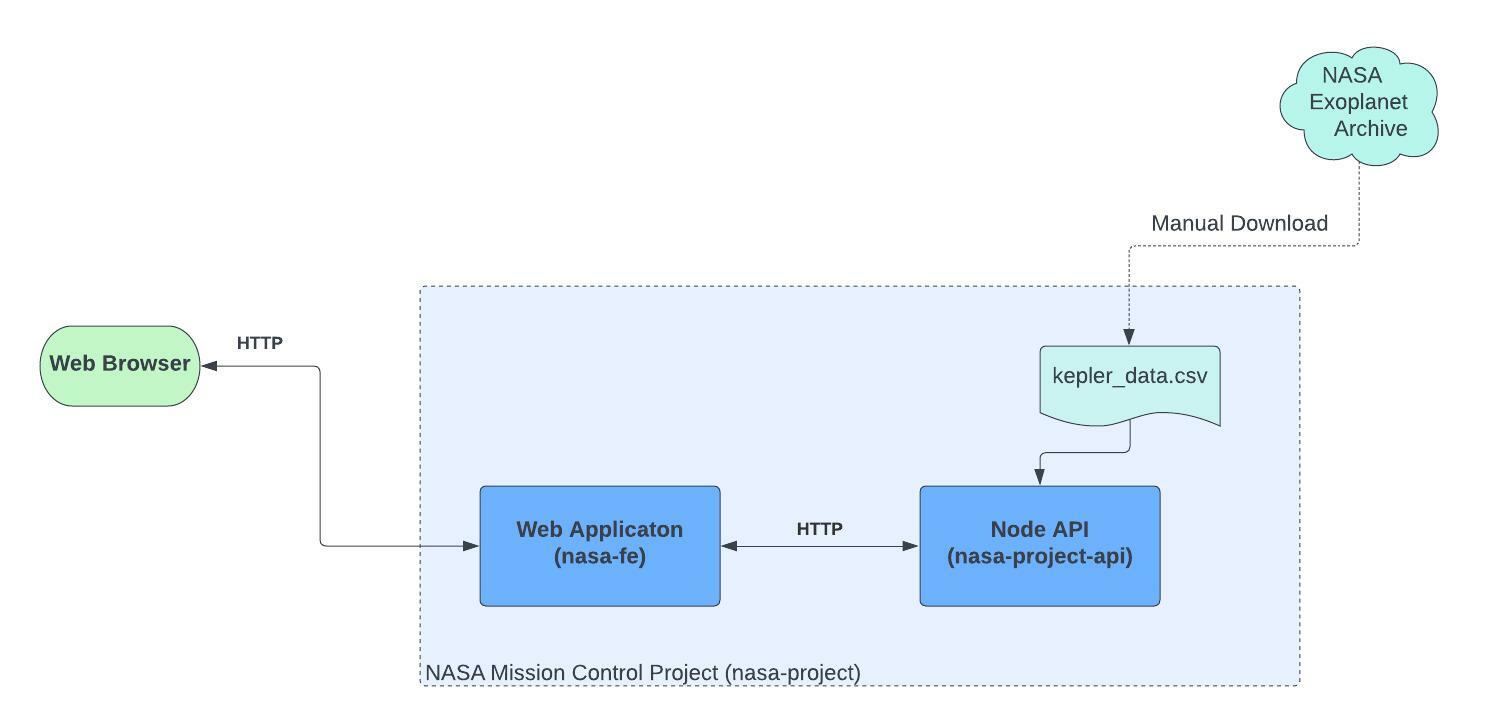 NASA
Exoplanet
Archive
Manual Download
HTTP
Web Browser
kepler_data.csv
Web Applicaton
(nasa-fe)
HTTP
Node API
(nasa-project-api)
NASA Mission Control Project (nasa-project)